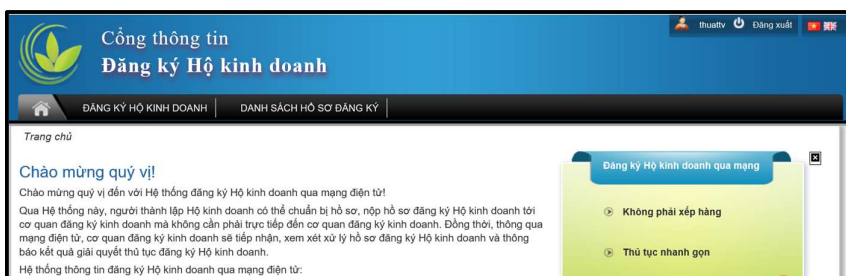 thuattv Đăng xuất
Cổng thông tin
Đăng ký Hộ kinh doanh
ĐĂNG KÝ HỘ KINH DOANH DANH SÁCH HỒ SƠ ĐĂNG KÝ
Trang chủ
Chào mừng quý vị!
Chào mừng quý vị đến với Hệ thống đăng ký Hộ kinh doanh qua mạng điện tử!
Qua Hệ thống này, người thành lập Hộ kinh doanh có thể chuẩn bị hồ sơ, nộp hồ sơ đăng ký Hộ kinh doanh tới
cơ quan đăng ký kinh doanh mà không cần phải trực tiếp đến cơ quan đăng ký kinh doanh. Đồng thời, thông qua
mạng điện tử, cơ quan đăng ký kinh doanh sẽ tiếp nhận, xem xét xử lý hồ sơ đăng ký Hộ kinh doanh và thông
báo kết quả giải quyết thủ tục đăng ký Hộ kinh doanh.
Hệ thống thông tin đăng ký Hộ kinh doanh qua mạng điện tử:
Đăng ký Hộ kinh doanh qua mạng
Không phải xếp hàng
Thủ tục nhanh gọn